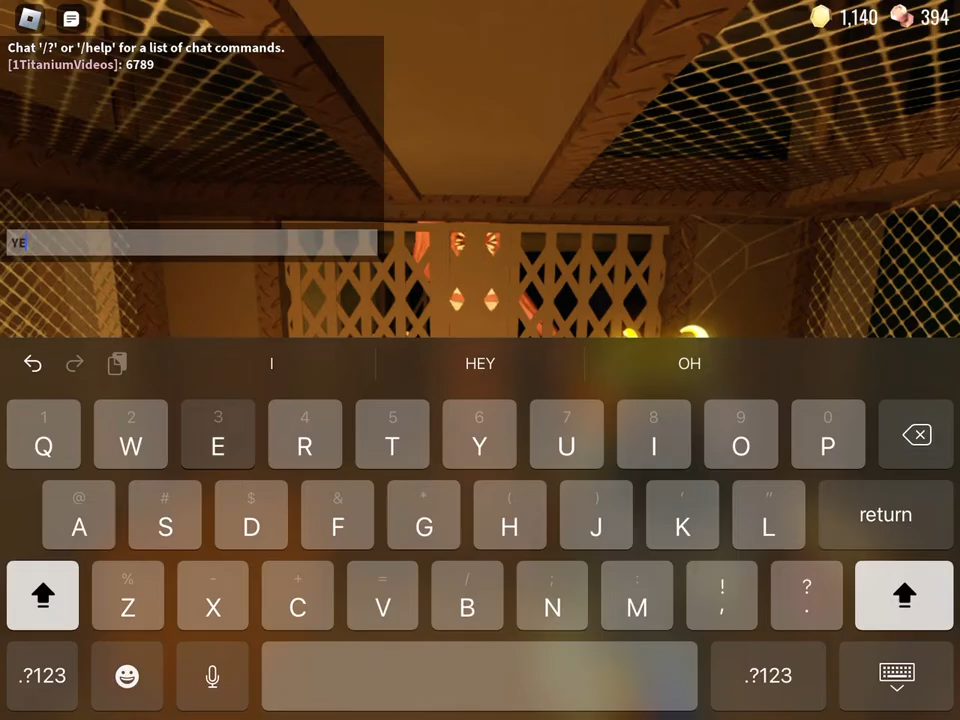 1,140 394
Chat '/?' or '/help' for a list of chat commands.
[1TitaniumVideos]: 6789
YE
I HEY OH
1 2 3 4 5 6 7 8 9 0
Q W E R T Y U I O P
@ # $ & * ( ) ' "
A S D F G H J K L return
% - + = / ; : ! ?
Z X C V B N M , .
.?123 .?123